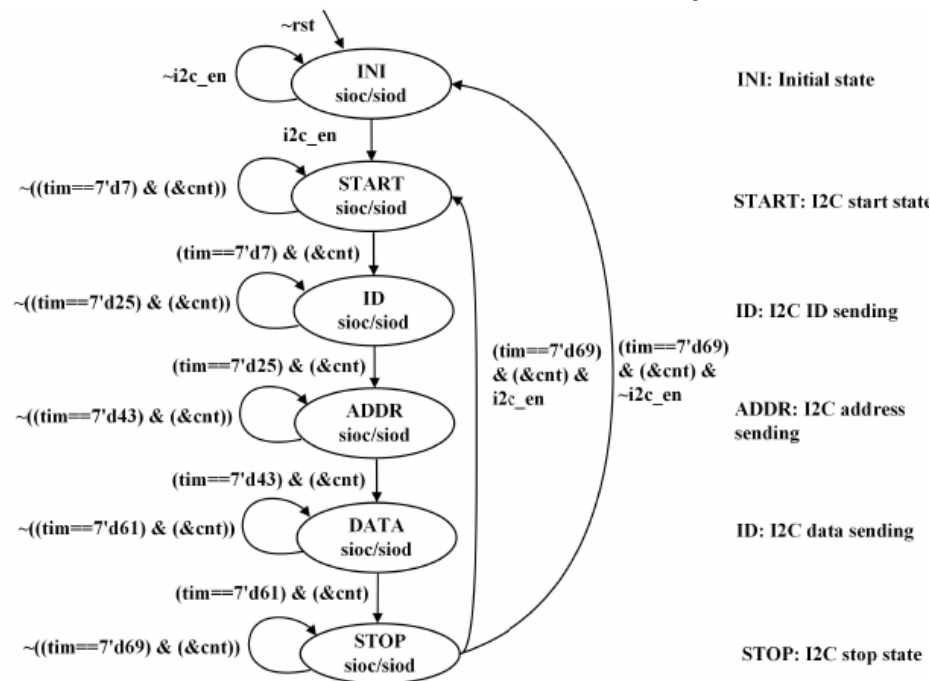 ~rst
~i2c_en
INI
sioc/siod
INI: Initial state
i2c_en
~((tim==7'd7) & (&cnt))
START
sioc/siod
START: I2C start state
(tim==7'd7) & (&cnt)
~((tim==7'd25) & (&cnt))
ID
sioc/siod
ID: I2C ID sending
(tim==7'd25) & (&cnt)
(tim==7'd69)
& (&cnt) &
i2c_en
(tim==7'd69)
& (&cnt) &
~i2c_en
~((tim==7'd43) & (&cnt))
ADDR
sioc/siod
ADDR: I2C address
sending
(tim==7'd43) & (&cnt)
~((tim==7'd61) & (&cnt))
DATA
sioc/siod
ID: I2C data sending
(tim==7'd61) & (&cnt)
~((tim==7'd69) & (&cnt))
STOP
sioc/siod
STOP: I2C stop state